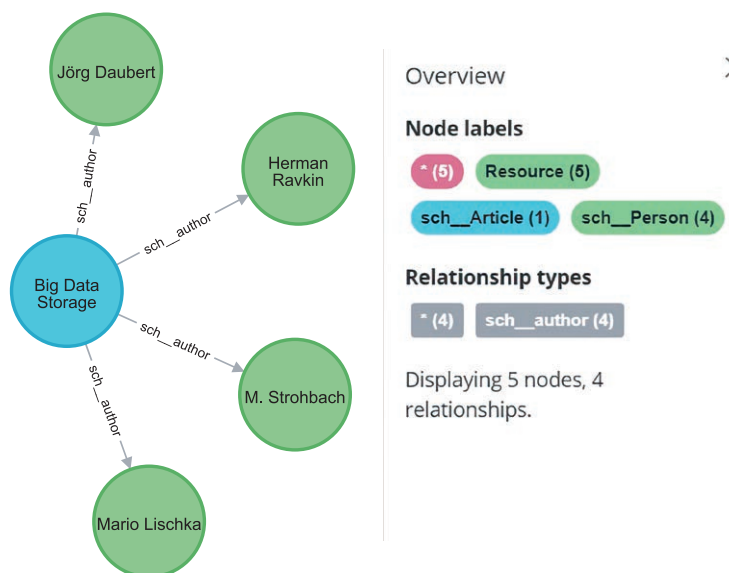 Jörg Daubert
sch__author
Herman
Ravkin
sch__author
Big Data
Storage
sch__author
M. Strohbach
sch__author
Mario Lischka
Overview
Node labels
* (5)
Resource (5)
sch__Article (1)
sch__Person (4)
Relationship types
* (4)
sch__author (4)
Displaying 5 nodes, 4
relationships.